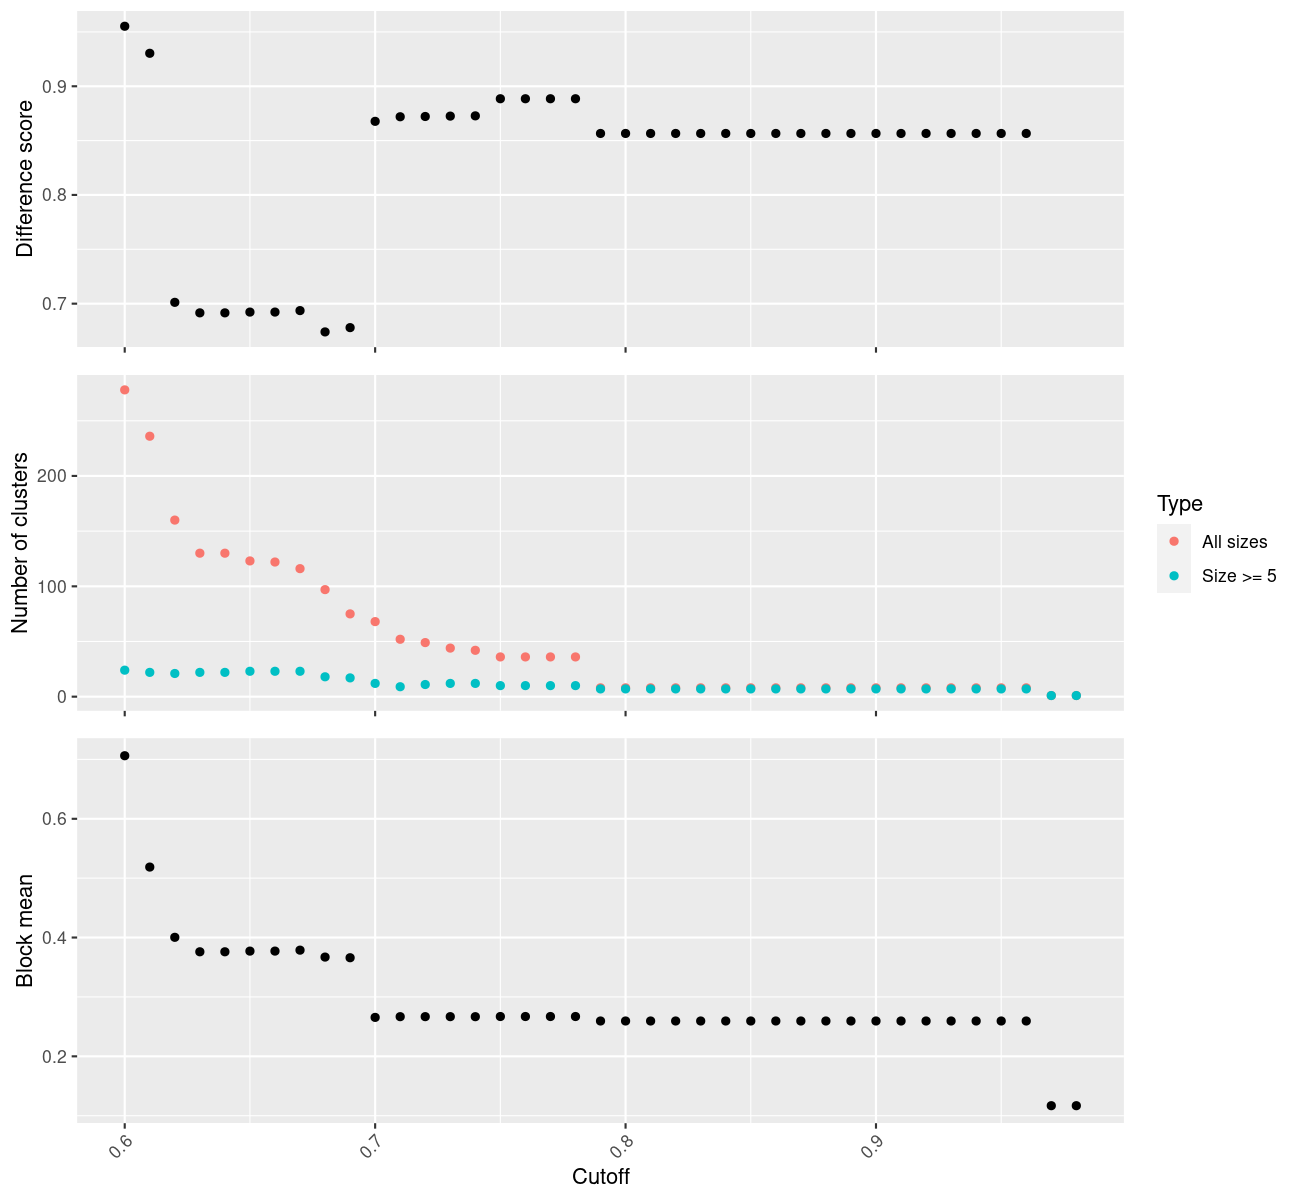 Difference score
0.9
0.8
0.7
Number of clusters
200
100
0
Type
All sizes
Size >= 5
Block mean
0.6
0.4
0.2
0.6 0.7 0.8 0.9
Cutoff